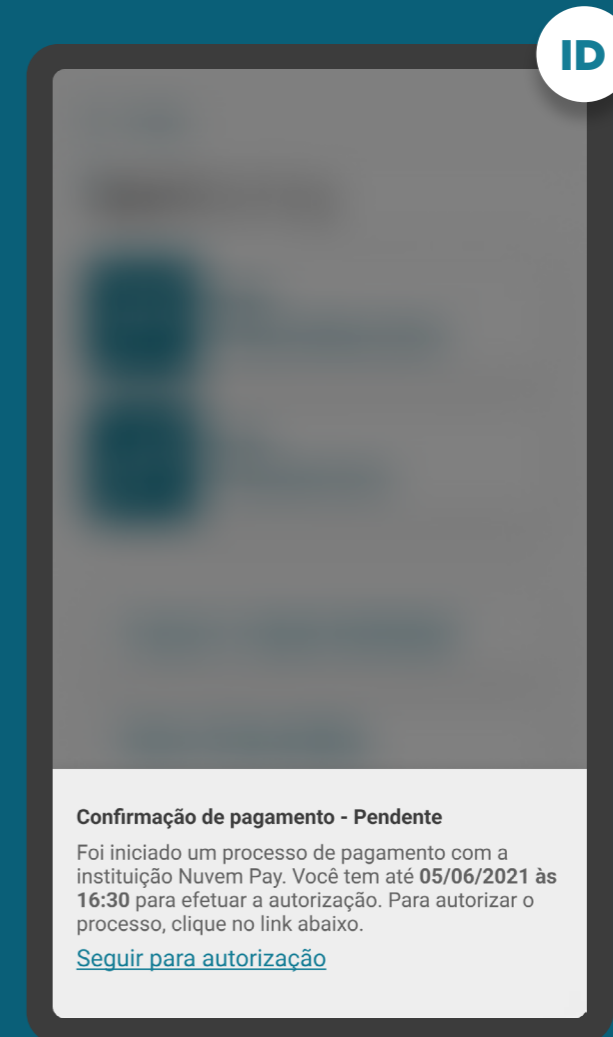 ID
Confirmação de pagamento - Pendente
Foi iniciado um processo de pagamento com a
instituição Nuvem Pay. Você tem até 05/06/2021 às
16:30 para efetuar a autorização. Para autorizar o
processo, clique no link abaixo.
Seguir para autorização